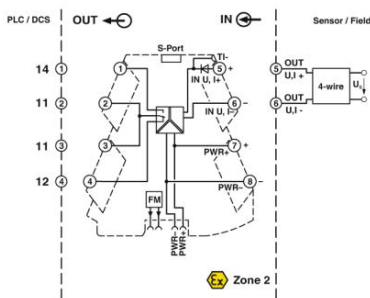 PLC / DCS
OUT
IN
Sensor / Field
S-Port
TI-
14 1
1
5 +
5 OUT
U,I +
IN U, I+
4-wire
11 2
2
6 -
6 OUT
U,I -
IN U, I-
11 3
3
7 +
PWR+
12 4
4
8 -
PWR-
FM
PWR-
PWR+
Ex Zone 2